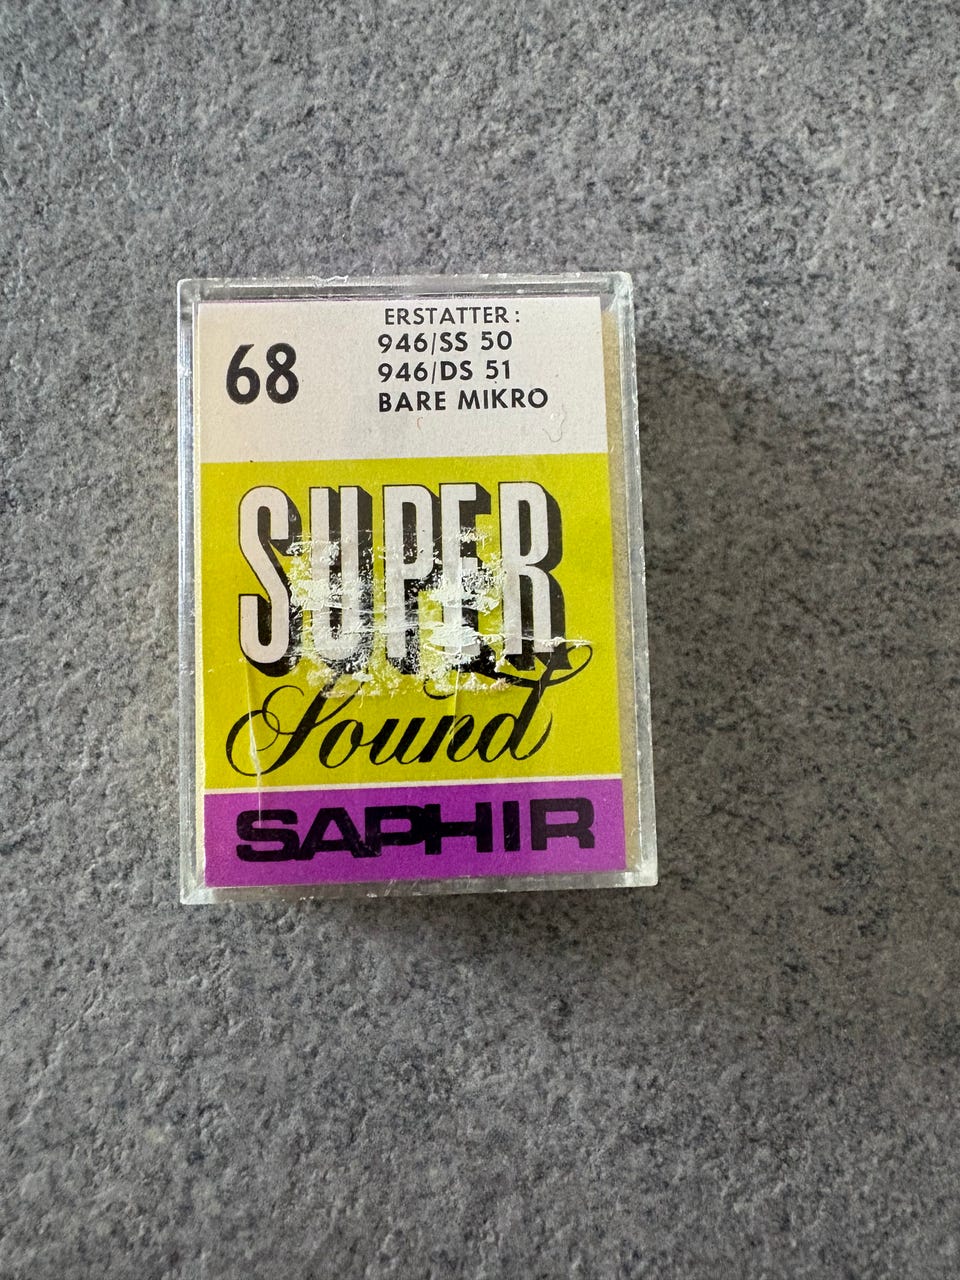 68
ERSTATTER:
946/SS 50
946/DS 51
BARE MIKRO
SUPER
Sound
SAPHIR